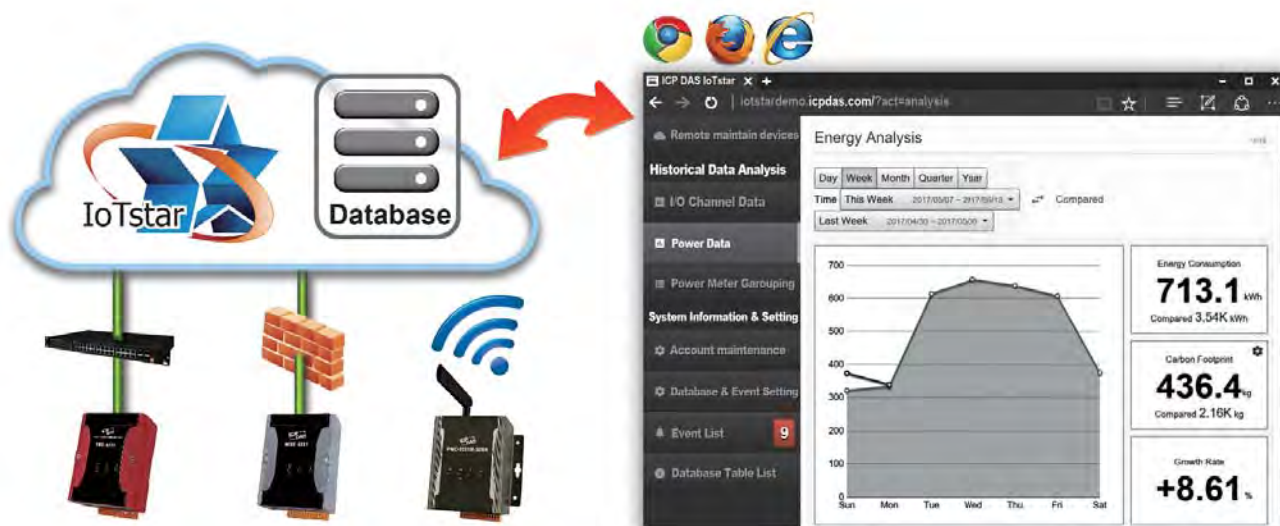 IoTstar
Database
ICP DAS IoTstar
iotstardemo.icpdas.com/?act=analysis
Remote maintain devices
Historical Data Analysis
I/O Channel Data
Power Data
Power Meter Garouping
System Information & Setting
Account maintenance
Database & Event Setting
Event List 9
Database Table List
Energy Analysis
Day Week Month Quarter Year
Time This Week 2017/05/07 ~ 2017/05/13 Compared
Last Week 2017/04/30 ~ 2017/05/06
700
600
500
400
300
200
100
0
Sun Mon Tue Wed Thu Fri Sat
Energy Consumption
713.1 kWh
Compared 3.54K kWh
Carbon Footprint
436.4 kg
Compared 2.16K kg
Growth Rate
+8.61 %